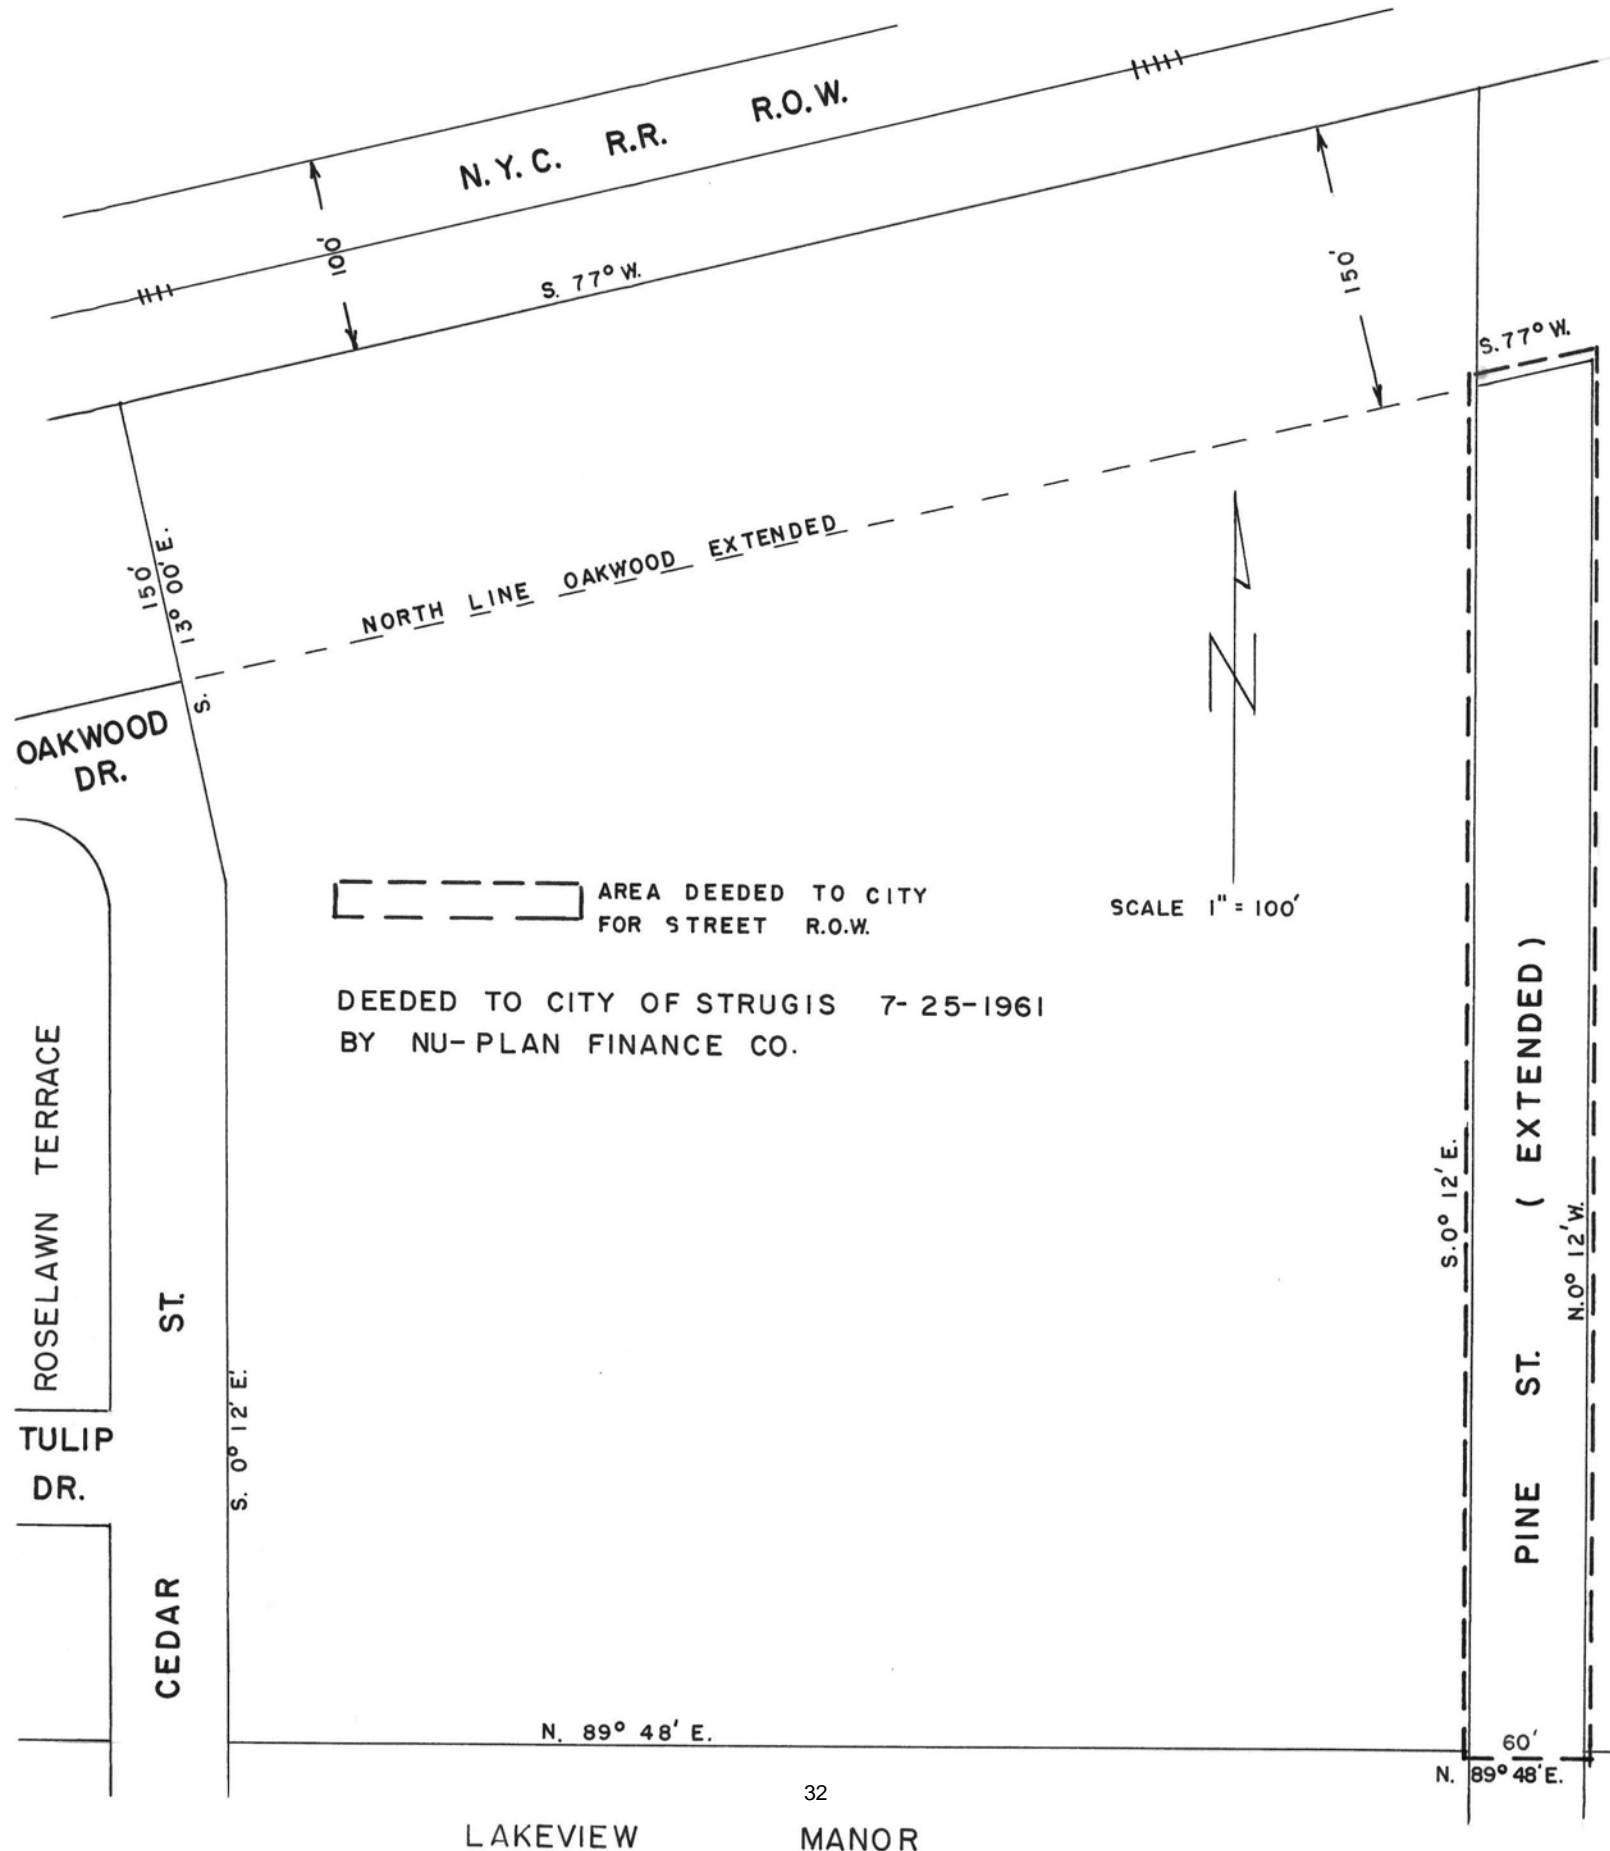 N.Y.C. R.R. R.O.W.
100'
S. 77° W.
150'
S. 77° W.
150'
S. 13° 00' E.
NORTH LINE OAKWOOD EXTENDED
OAKWOOD
DR.
N
AREA DEEDED TO CITY
FOR STREET R.O.W.
SCALE 1" = 100'
DEEDED TO CITY OF STRUGIS 7-25-1961
BY NU-PLAN FINANCE CO.
ROSELAWN TERRACE
TULIP
DR.
CEDAR ST.
S. 0° 12' E.
S. 0° 12' E.
PINE ST. ( EXTENDED )
N. 0° 12' W.
N. 89° 48' E.
60'
N. 89° 48' E.
32
LAKEVIEW MANOR